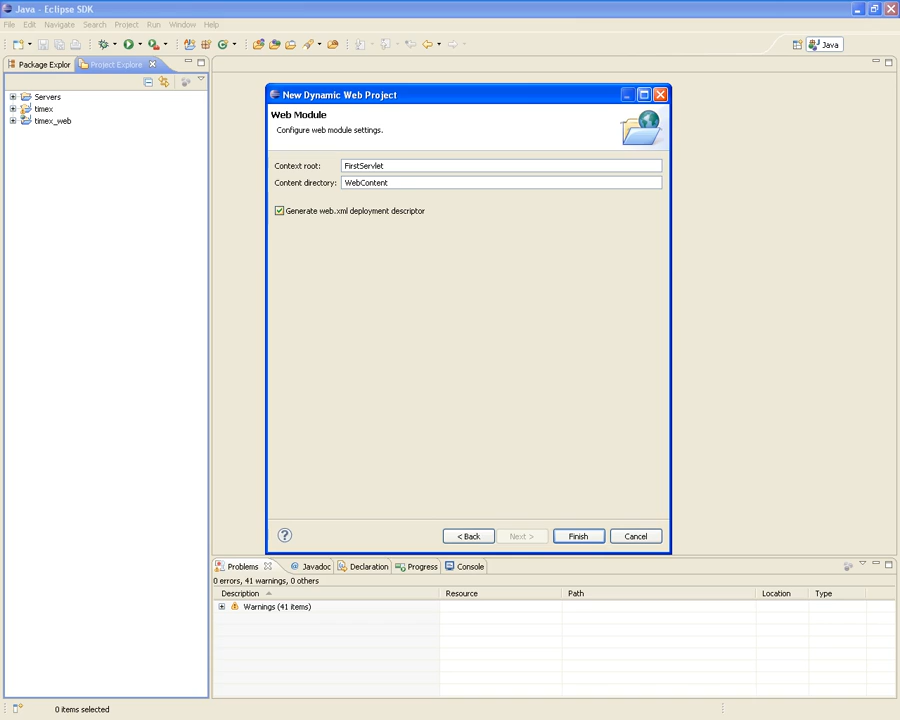 Java - Eclipse SDK
File Edit Navigate Search Project Run Window Help
Java
Package Explor Project Explore
Servers
timex
timex_web
New Dynamic Web Project
Web Module
Configure web module settings.
Context root: FirstServlet
Content directory: WebContent
Generate web.xml deployment descriptor
? < Back Next > Finish Cancel
Problems @ Javadoc Declaration Progress Console
0 errors, 41 warnings, 0 others
Description Resource Path Location Type
Warnings (41 items)
0 items selected